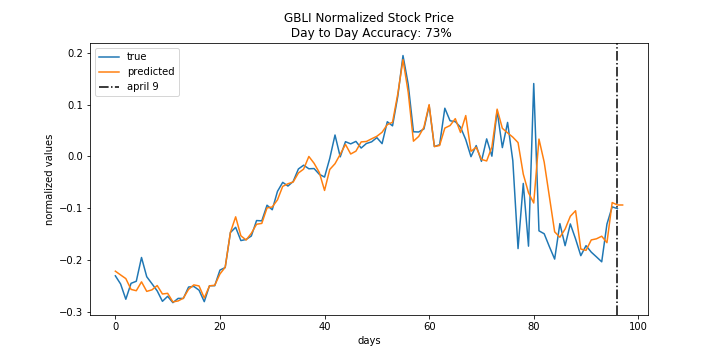 GBLI Normalized Stock Price
Day to Day Accuracy: 73%
true
predicted
april 9
normalized values
0.2
0.1
0.0
−0.1
−0.2
−0.3
0
20
40
60
80
100
days